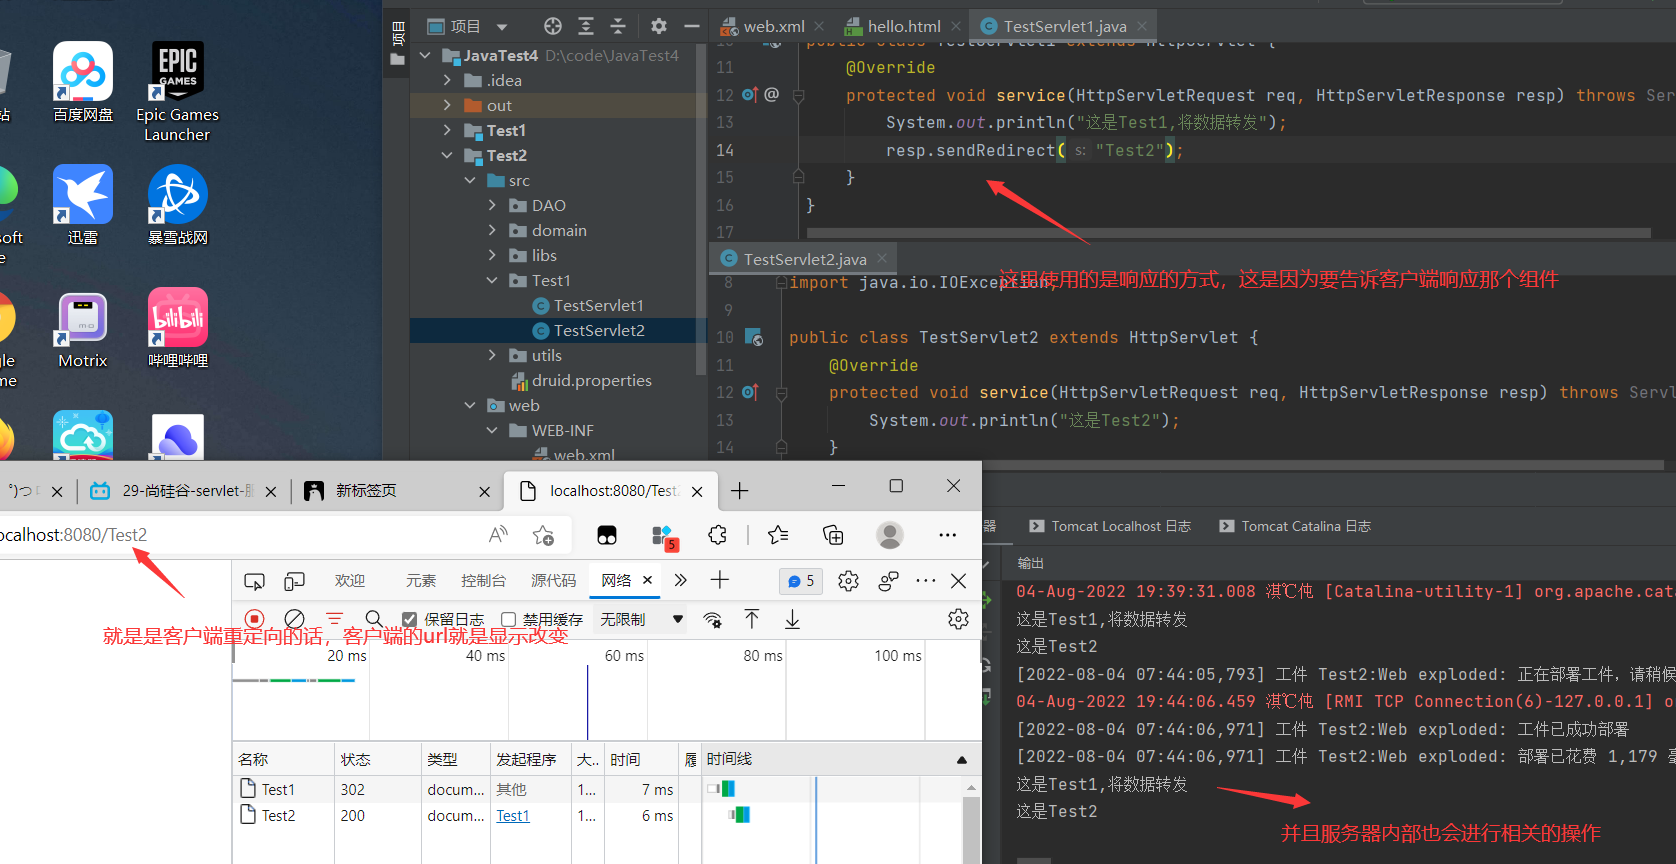 站
百度网盘
EPIC
GAMES
Epic Games
Launcher
迅雷
暴雪战网
Motrix
bilibili
哔哩哔哩
项目
项目
JavaTest4 D:\code\JavaTest4
.idea
out
Test1
Test2
src
DAO
domain
libs
Test1
TestServlet1
TestServlet2
utils
druid.properties
web
WEB-INF
web.xml
web.xml
hello.html
TestServlet1.java
11 @Override
12 protected void service(HttpServletRequest req, HttpServletResponse resp) throws Ser
13 System.out.println("这是Test1,将数据转发");
14 resp.sendRedirect( s: "Test2");
15 }
16 }
17
TestServlet2.java
这里使用的是响应的方式，这是因为要告诉客户端响应那个组件
8 import java.io.IOException;
9
10 public class TestServlet2 extends HttpServlet {
11 @Override
12 protected void service(HttpServletRequest req, HttpServletResponse resp) throws Servl
13 System.out.println("这是Test2");
14 }
29-尚硅谷-servlet-服
新标签页
localhost:8080/Test2
ocalhost:8080/Test2
5
欢迎 元素 控制台 源代码 网络
5
保留日志 禁用缓存 无限制
就是是客户端重定向的话，客户端的url就是显示改变
20 ms 40 ms 60 ms 80 ms 100 ms
名称 状态 类型 发起程序 大.. 时间 履 时间线
Test1 302 docum... 其他 1... 7 ms
Test2 200 docum... Test1 1... 6 ms
器 Tomcat Localhost 日志 Tomcat Catalina 日志
输出
04-Aug-2022 19:39:31.008 淇℃伅 [Catalina-utility-1] org.apache.cata
这是Test1,将数据转发
这是Test2
[2022-08-04 07:44:05,793] 工件 Test2:Web exploded: 正在部署工件，请稍候
04-Aug-2022 19:44:06.459 淇℃伅 [RMI TCP Connection(6)-127.0.0.1] o
[2022-08-04 07:44:06,971] 工件 Test2:Web exploded: 工件已成功部署
[2022-08-04 07:44:06,971] 工件 Test2:Web exploded: 部署已花费 1,179 毫
这是Test1,将数据转发
这是Test2
并且服务器内部也会进行相关的操作